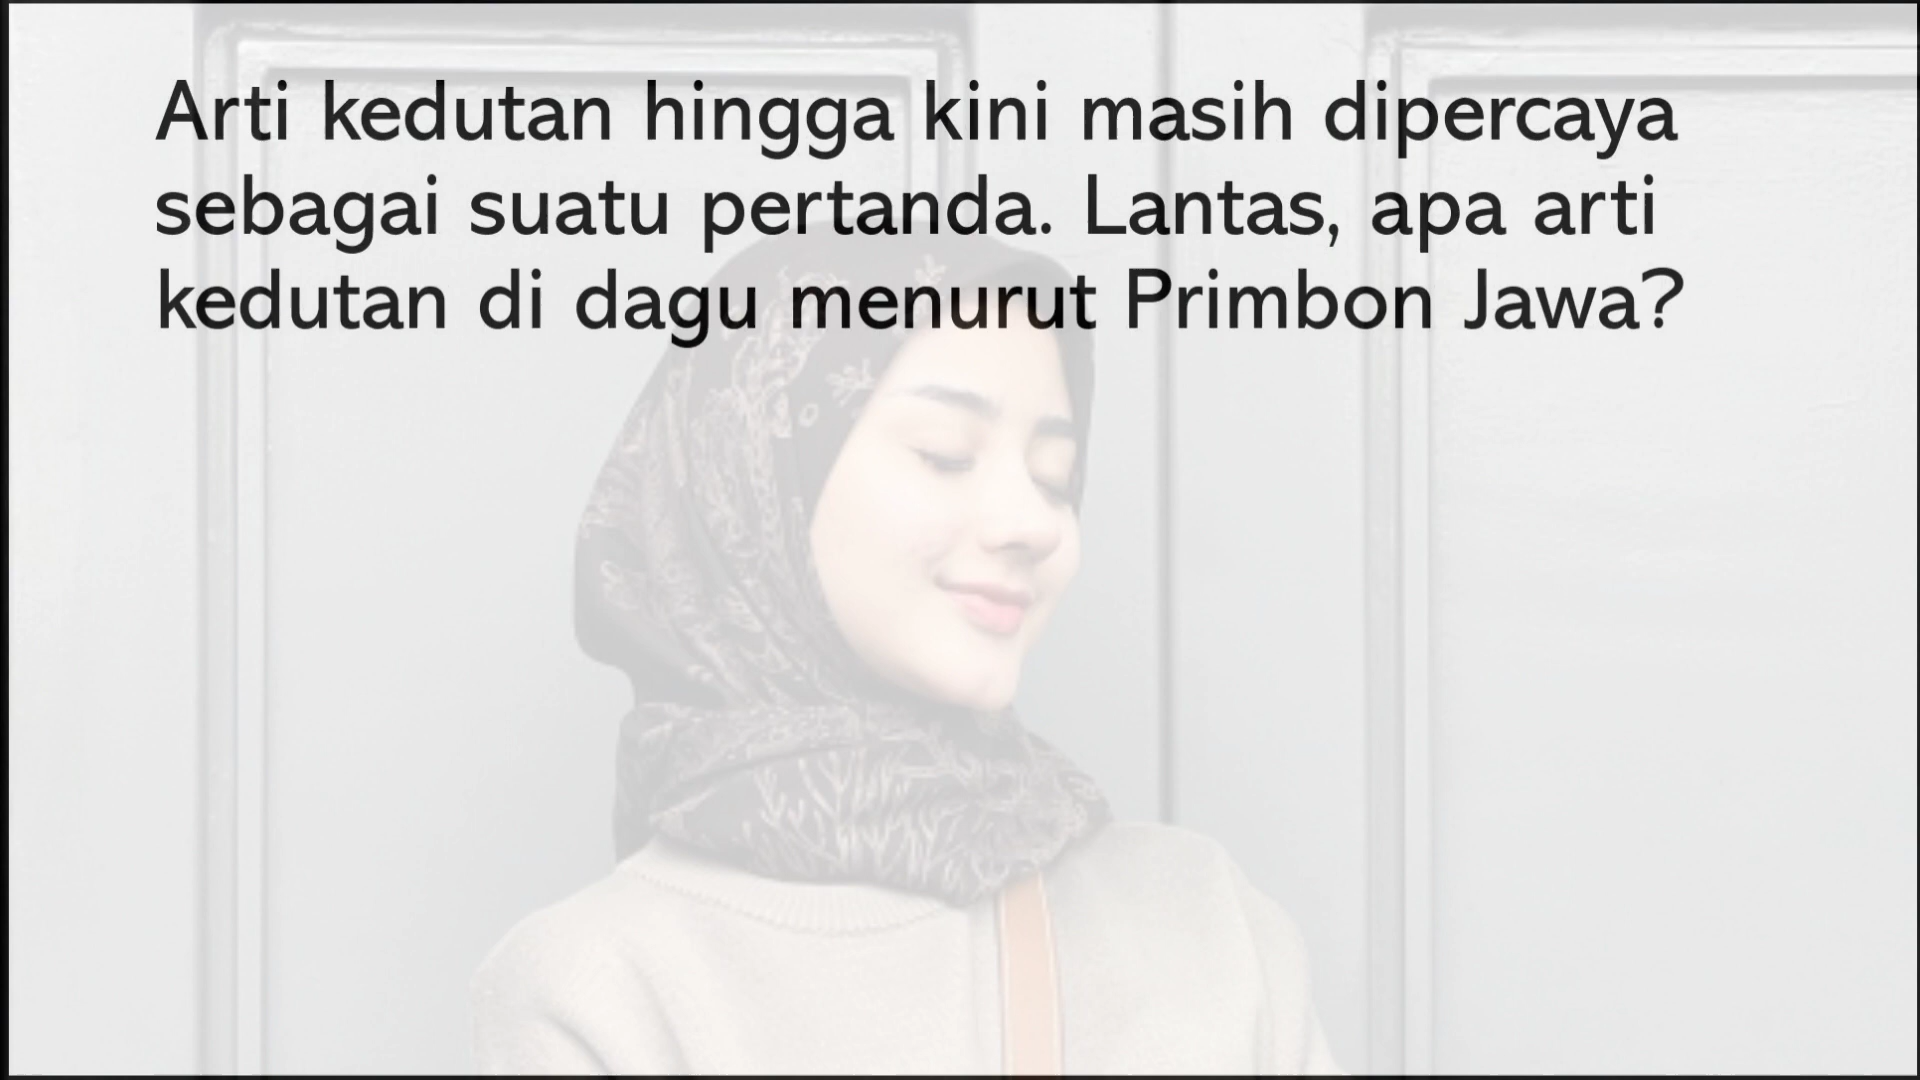 Arti kedutan hingga kini masih dipercaya
sebagai suatu pertanda. Lantas, apa arti
kedutan di dagu menurut Primbon Jawa?